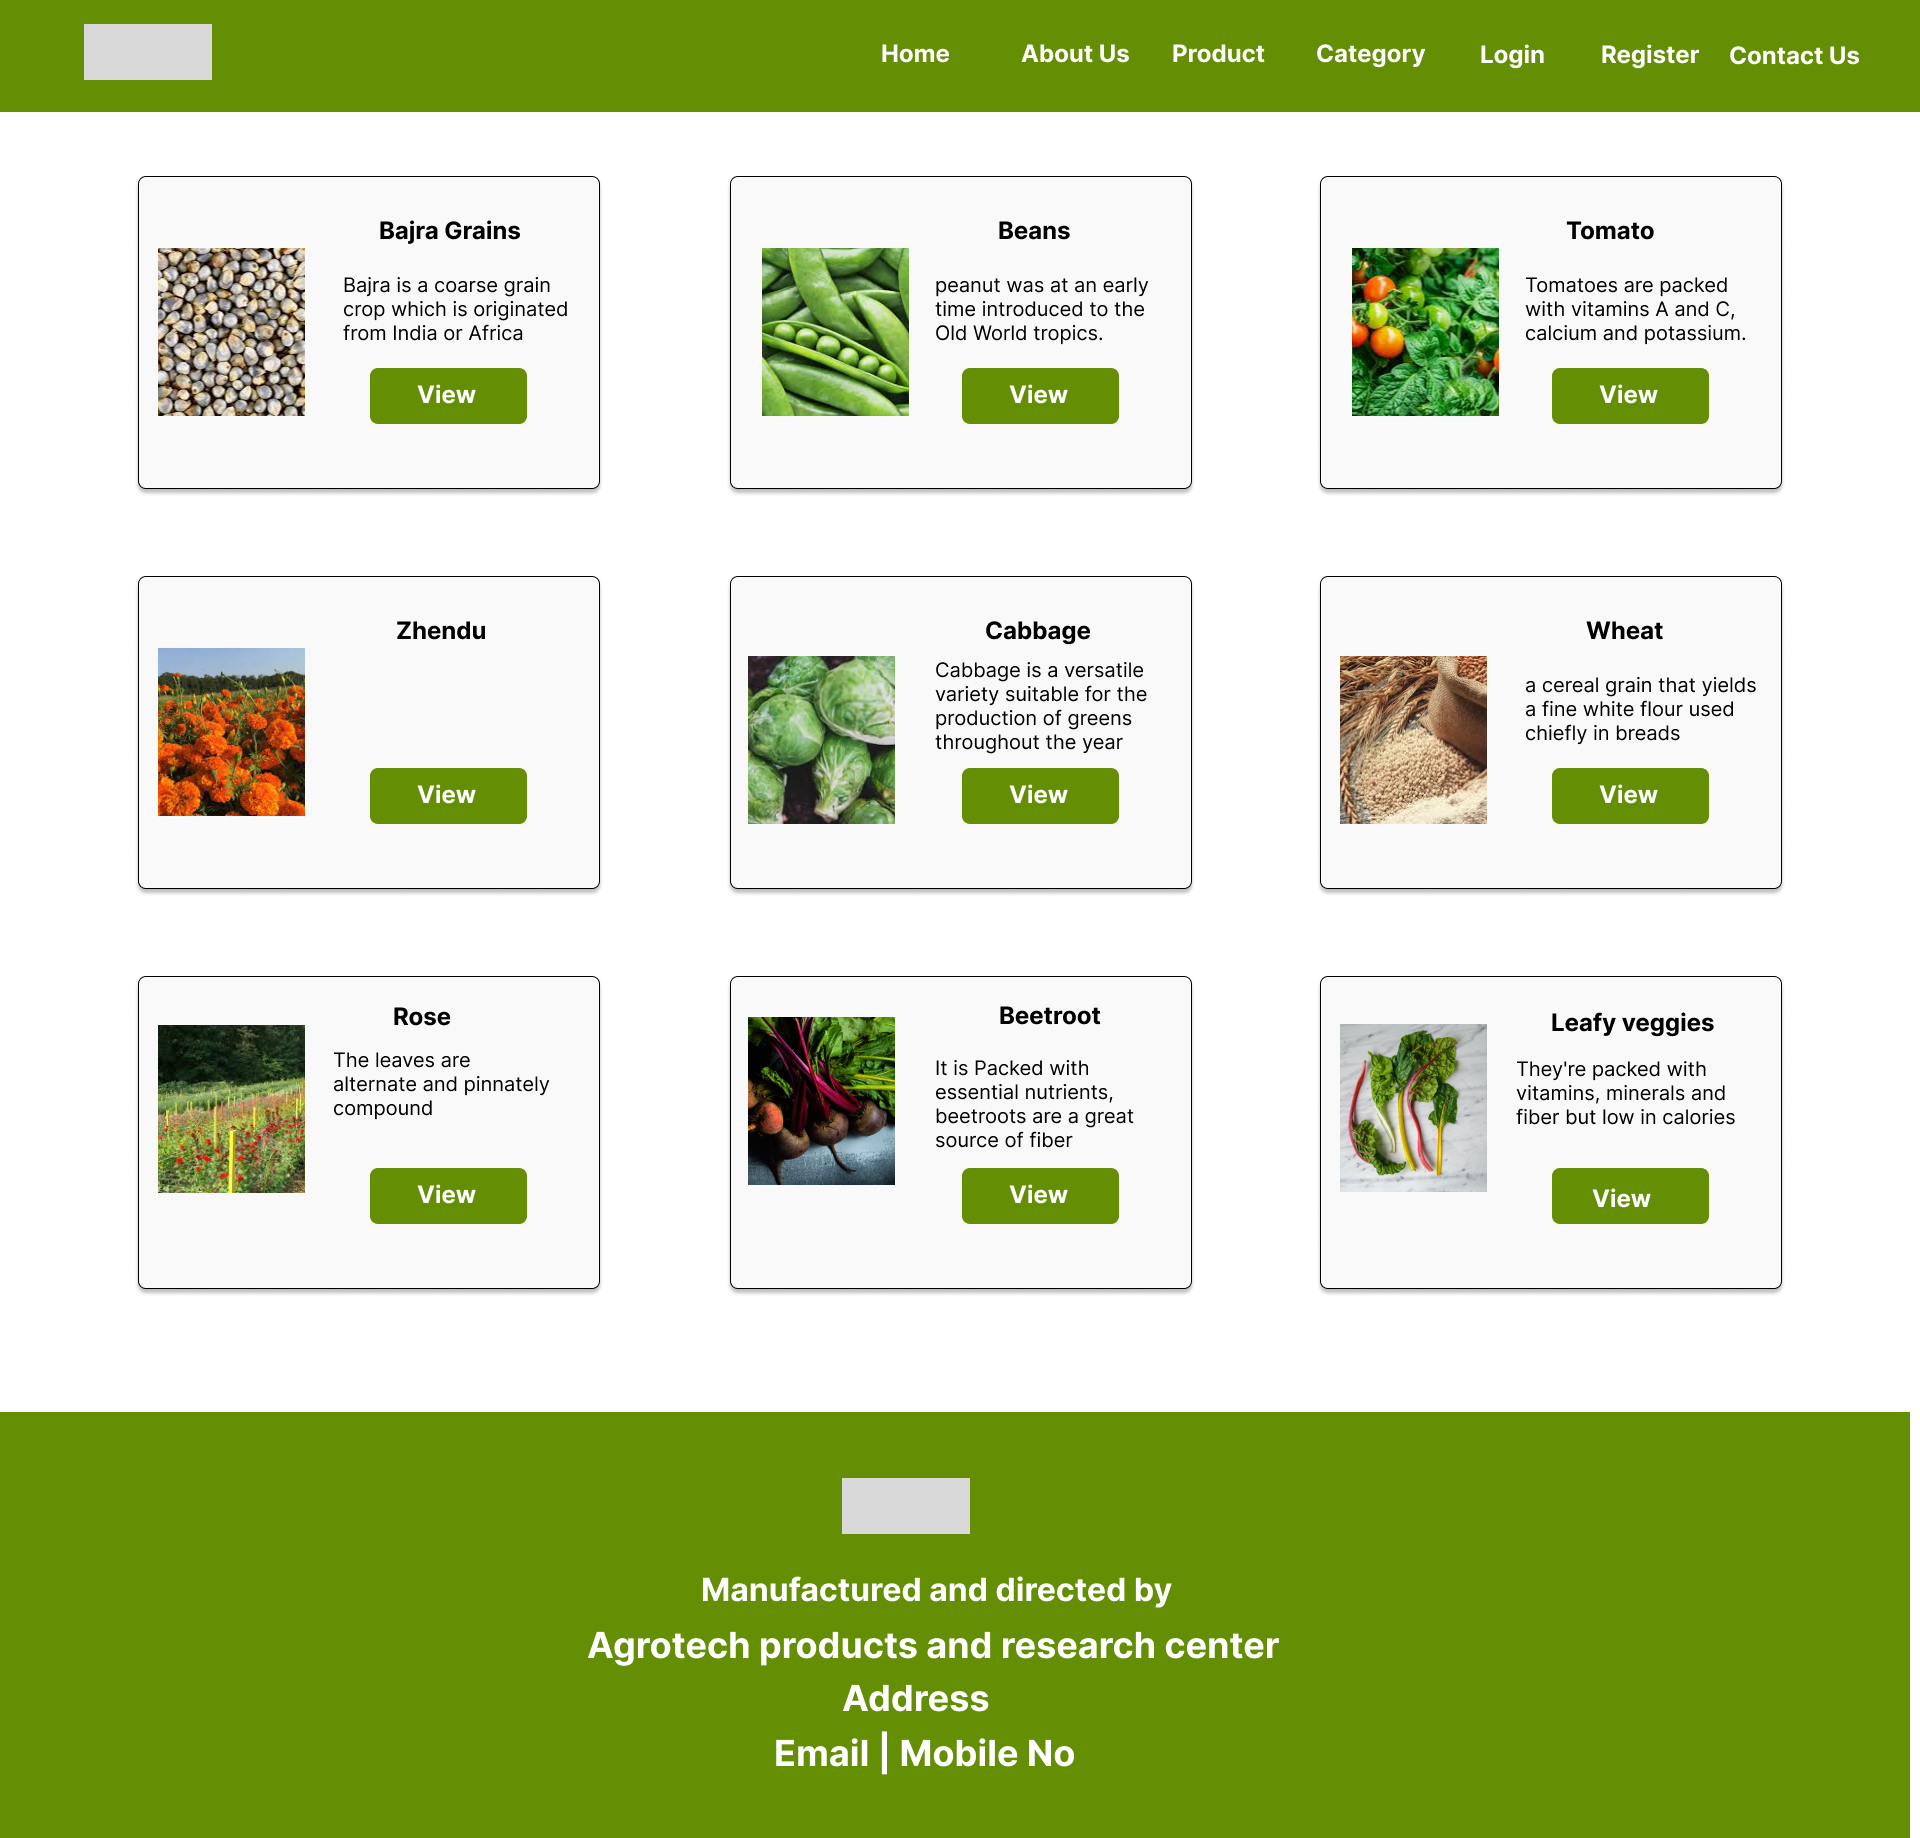 Home About Us Product Category Login Register Contact Us
Bajra Grains
Bajra is a coarse grain
crop which is originated
from India or Africa
View
Beans
peanut was at an early
time introduced to the
Old World tropics.
View
Tomato
Tomatoes are packed
with vitamins A and C,
calcium and potassium.
View
Zhendu
View
Cabbage
Cabbage is a versatile
variety suitable for the
production of greens
throughout the year
View
Wheat
a cereal grain that yields
a fine white flour used
chiefly in breads
View
Rose
The leaves are
alternate and pinnately
compound
View
Beetroot
It is Packed with
essential nutrients,
beetroots are a great
source of fiber
View
Leafy veggies
They're packed with
vitamins, minerals and
fiber but low in calories
View
Manufactured and directed by
Agrotech products and research center
Address
Email | Mobile No